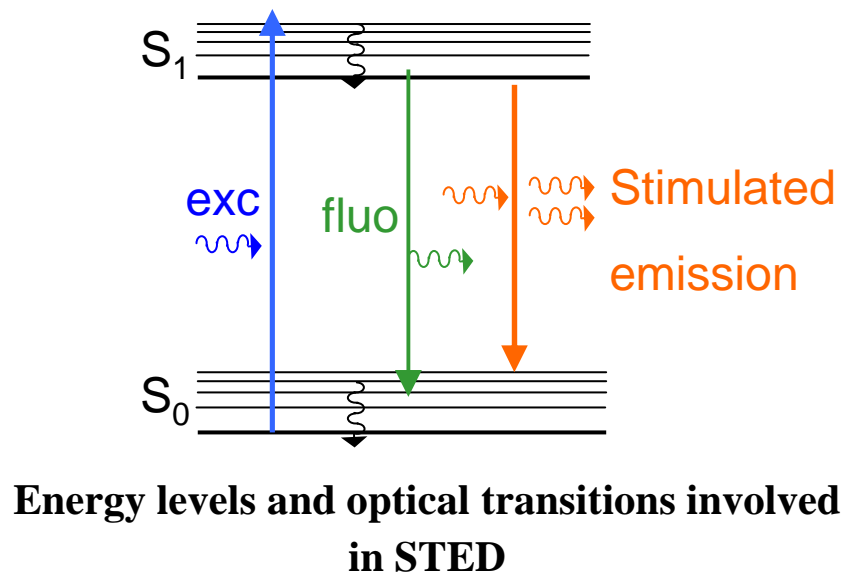 S1
exc
fluo
Stimulated
emission
S0
Energy levels and optical transitions involved
in STED